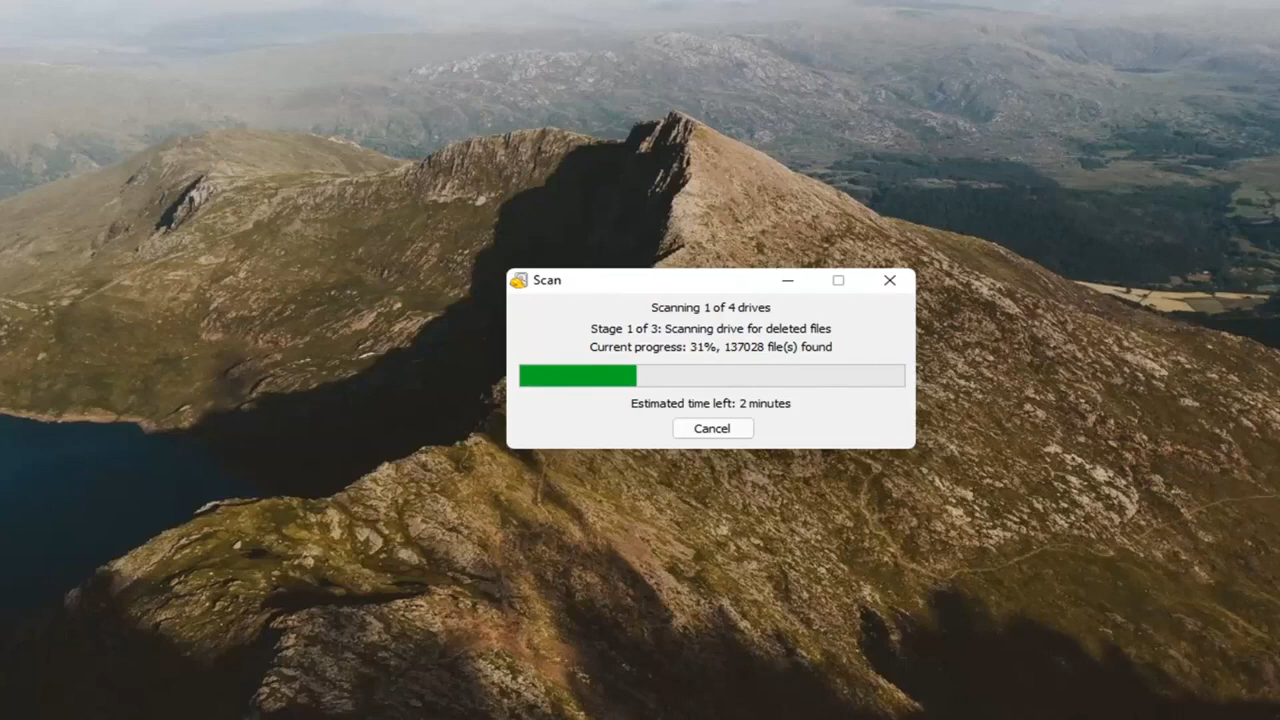 Scan
Scanning 1 of 4 drives
Stage 1 of 3: Scanning drive for deleted files
Current progress: 31%, 137028 file(s) found
Estimated time left: 2 minutes
Cancel